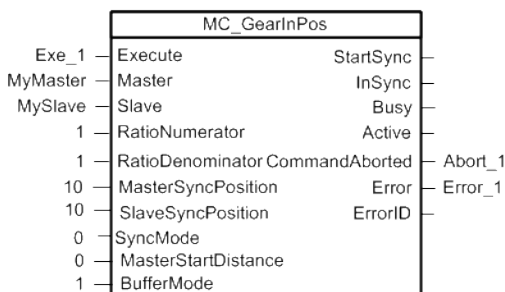 MC_GearInPos
Exe_1 Execute StartSync
MyMaster Master InSync
MySlave Slave Busy
1 RatioNumerator Active
1 RatioDenominator CommandAborted Abort_1
10 MasterSyncPosition Error Error_1
10 SlaveSyncPosition ErrorID
0 SyncMode
0 MasterStartDistance
1 BufferMode